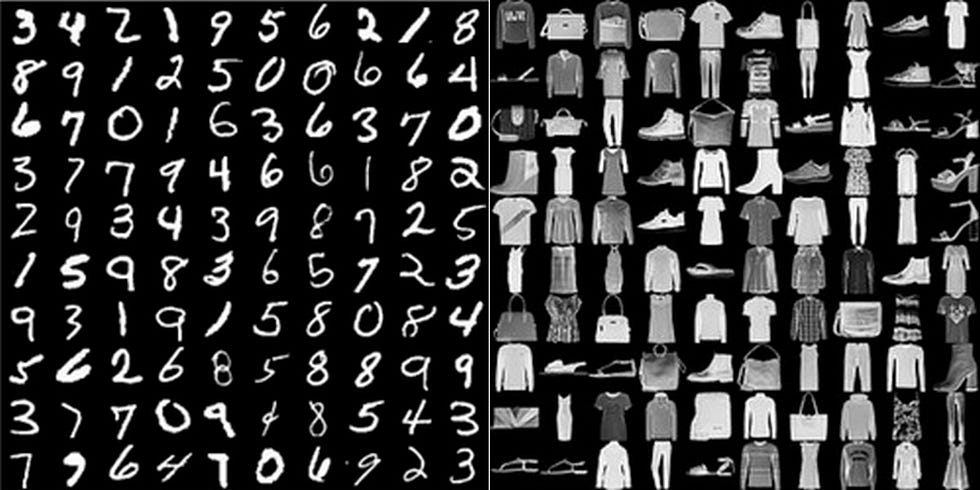 3 4 2 1 9 5 6 2 1 8
8 9 1 2 5 0 0 6 6 4
6 7 0 1 6 3 6 3 7 0
3 7 7 9 4 6 6 1 8 2
2 9 3 4 3 9 8 7 2 5
1 5 9 8 3 6 5 7 2 3
9 3 1 9 1 5 8 0 8 4
5 6 2 6 8 5 8 8 9 9
3 7 7 0 9 4 8 5 4 3
7 9 6 4 7 0 6 9 2 3